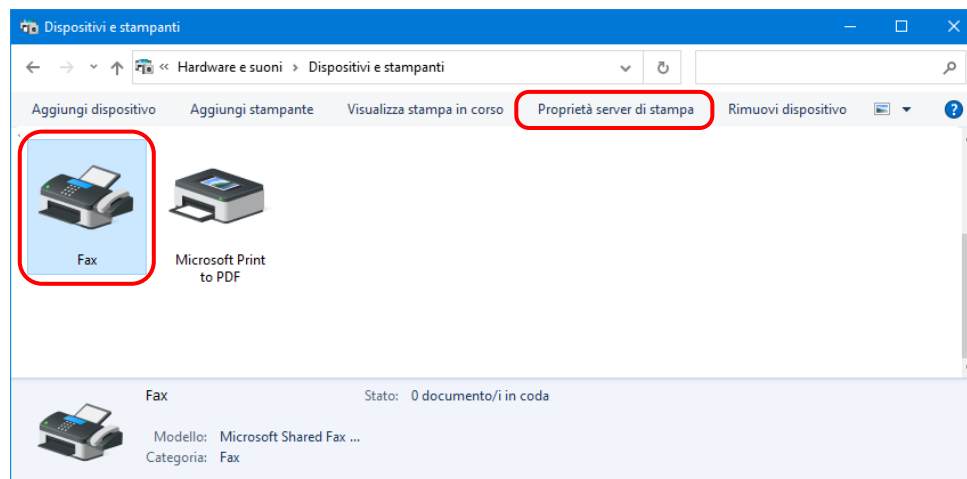 Dispositivi e stampanti
« Hardware e suoni › Dispositivi e stampanti
Aggiungi dispositivo Aggiungi stampante Visualizza stampa in corso Proprietà server di stampa Rimuovi dispositivo ?
Fax
Microsoft Print
to PDF
Fax Stato: 0 documento/i in coda
Modello: Microsoft Shared Fax ...
Categoria: Fax